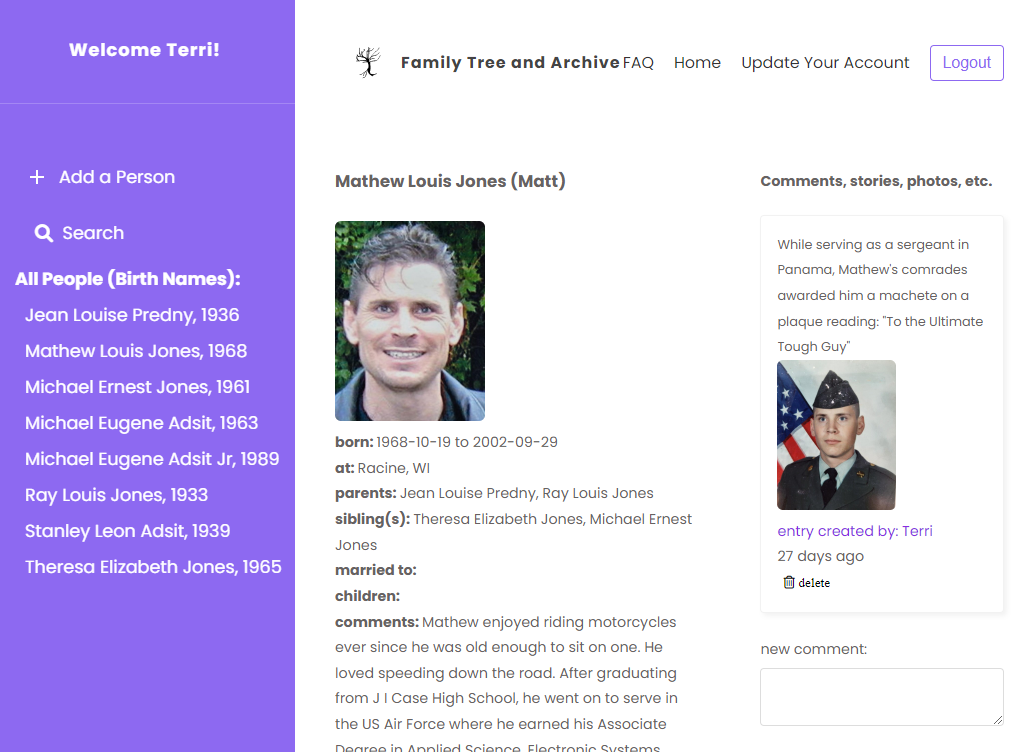 Welcome Terri!
Add a Person
Search
All People (Birth Names):
Jean Louise Predny, 1936
Mathew Louis Jones, 1968
Michael Ernest Jones, 1961
Michael Eugene Adsit, 1963
Michael Eugene Adsit Jr, 1989
Ray Louis Jones, 1933
Stanley Leon Adsit, 1939
Theresa Elizabeth Jones, 1965
Family Tree and Archive FAQ Home Update Your Account Logout
Mathew Louis Jones (Matt)
born: 1968-10-19 to 2002-09-29
at: Racine, WI
parents: Jean Louise Predny, Ray Louis Jones
sibling(s): Theresa Elizabeth Jones, Michael Ernest
Jones
married to:
children:
comments: Mathew enjoyed riding motorcycles
ever since he was old enough to sit on one. He
loved speeding down the road. After graduating
from J I Case High School, he went on to serve in
the US Air Force where he earned his Associate
Degree in Applied Science, Electronic Systems
Comments, stories, photos, etc.
While serving as a sergeant in
Panama, Mathew's comrades
awarded him a machete on a
plaque reading: "To the Ultimate
Tough Guy"
entry created by: Terri
27 days ago
delete
new comment: